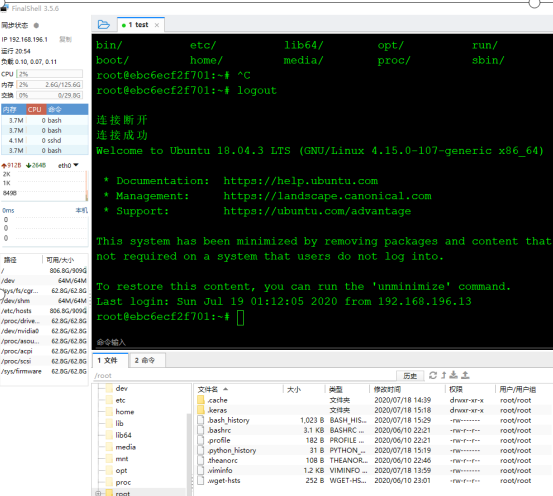 FinalShell 3.5.6
同步状态
IP 192.168.196.1 复制
运行 20:54
负载 0.10, 0.07, 0.11
CPU 2%
内存 2% 2.6G/125.6G
交换 0% 0/29.8G
内存 CPU 命令
3.7M 0 bash
3.7M 0 bash
4.1M 0 sshd
3.7M 0 bash
912B 264B eth0
2K
1K
849B
0ms 本机
0
0
0
路径 可用/大小
/ 806.8G/909G
/dev 64M/64M
/sys/fs/cgr... 62.8G/62.8G
/dev/shm 64M/64M
/etc/hosts 806.8G/909G
/proc/drive... 62.8G/62.8G
/dev/nvidia0 62.8G/62.8G
/proc/asou... 62.8G/62.8G
/proc/acpi 62.8G/62.8G
/proc/scsi 62.8G/62.8G
/sys/firmware 62.8G/62.8G
1 test ×
bin/ etc/ lib64/ opt/ run/
boot/ home/ media/ proc/ sbin/
root@ebc6ecf2f701:~# ^C
root@ebc6ecf2f701:~# logout
连接断开
连接成功
Welcome to Ubuntu 18.04.3 LTS (GNU/Linux 4.15.0-107-generic x86_64)
* Documentation: https://help.ubuntu.com
* Management: https://landscape.canonical.com
* Support: https://ubuntu.com/advantage
This system has been minimized by removing packages and content that
not required on a system that users do not log into.
To restore this content, you can run the 'unminimize' command.
Last login: Sun Jul 19 01:12:05 2020 from 192.168.196.13
root@ebc6ecf2f701:~#
命令输入
1 文件 2 命令
/root 历史
dev
etc
home
lib
lib64
media
mnt
opt
proc
root
文件名 大小 类型 修改时间 权限 用户/用户组
.cache 文件夹 2020/07/18 14:39 drwxr-xr-x root/root
.keras 文件夹 2020/07/18 15:18 drwxr-xr-x root/root
.bash_history 1,023 B BASH_HIS... 2020/07/18 15:29 -rw------- root/root
.bashrc 3.1 KB BASHRC ... 2020/06/10 22:21 -rw-r--r-- root/root
.profile 182 B PROFILE ... 2020/06/10 22:21 -rw-r--r-- root/root
.python_history 31 B PYTHON_... 2020/07/18 15:19 -rw------- root/root
.theanorc 108 B THEANOR... 2020/06/10 22:46 -rw-r--r-- root/root
.viminfo 1.2 KB VIMINFO ... 2020/07/18 13:59 -rw------- root/root
.wget-hsts 252 B WGET-HS... 2020/06/10 23:01 -rw-r--r-- root/root